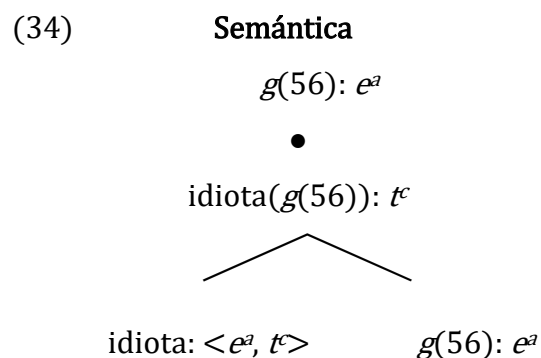 (34) Semántica
g(56): eᵃ
•
idiota(g(56)): tᶜ
idiota: <eᵃ, tᶜ> g(56): eᵃ